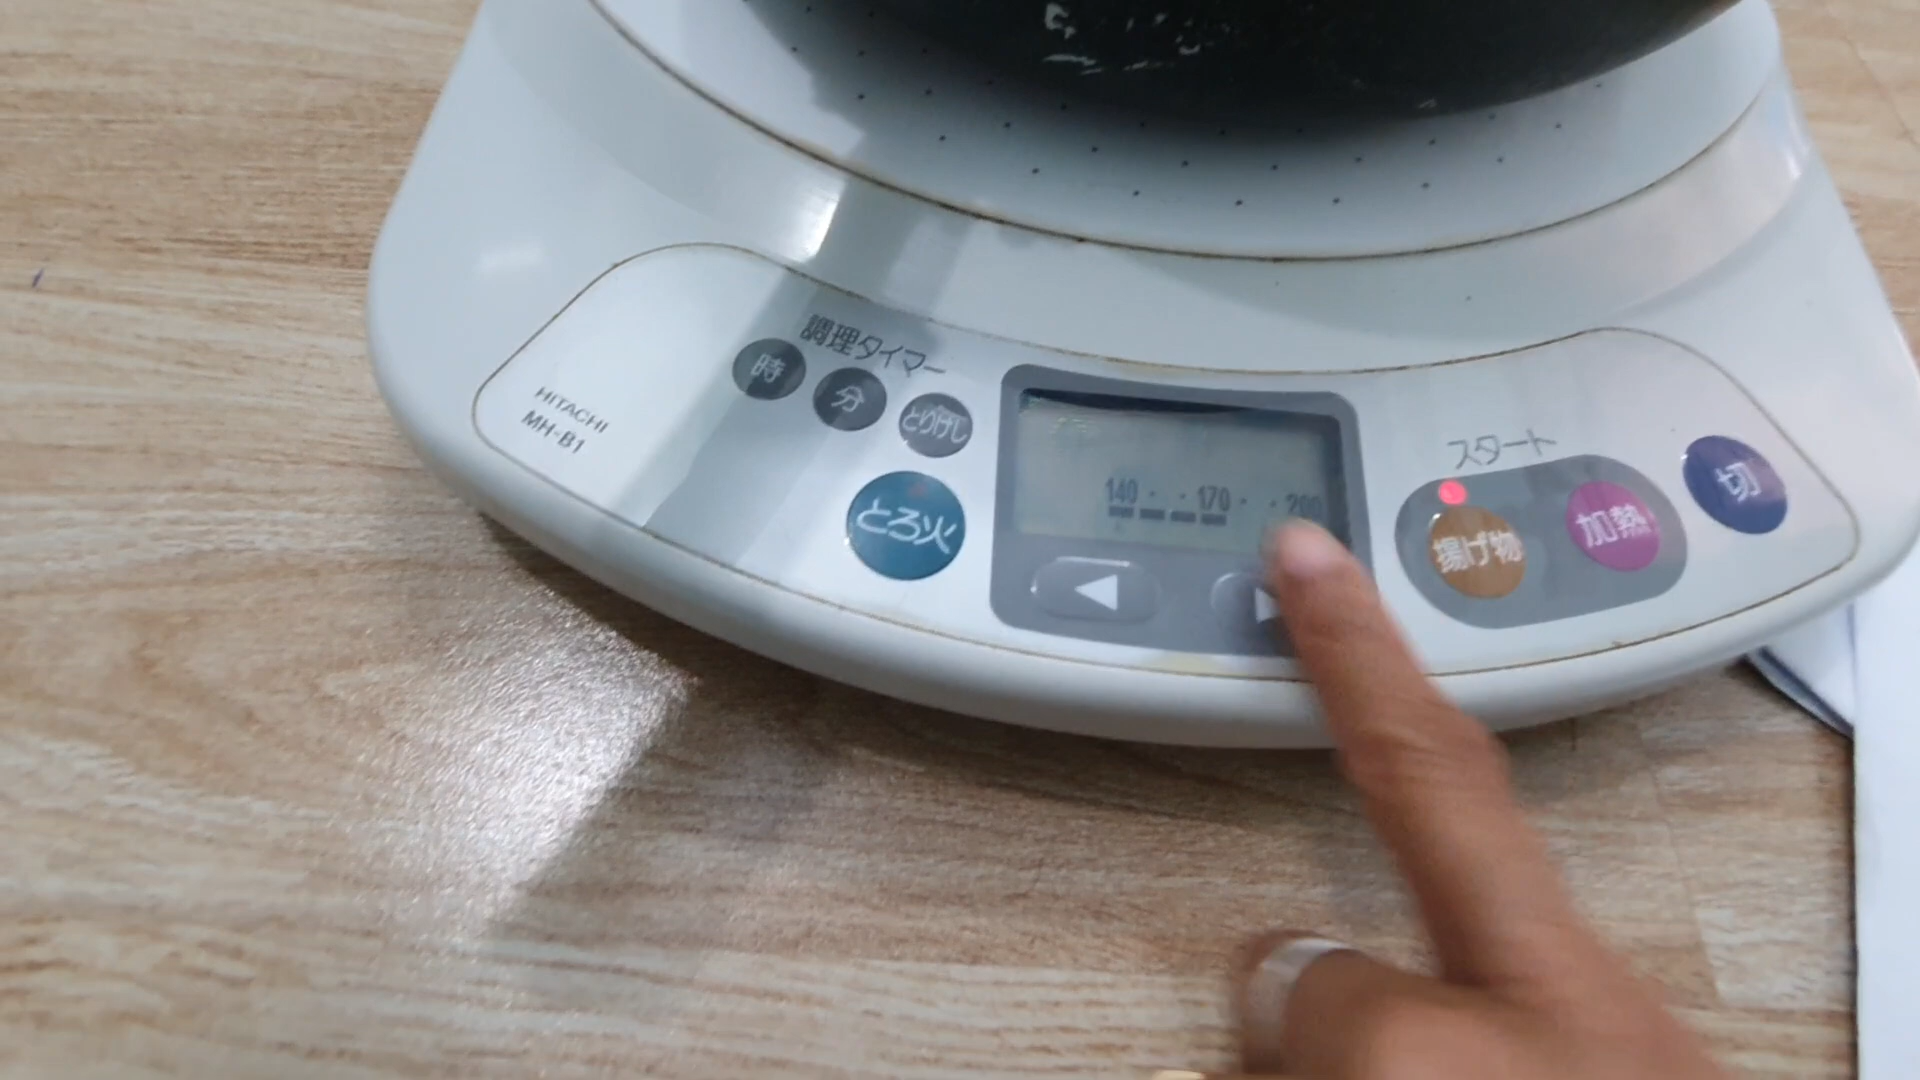 調理タイマー
時
分
とりけし
HITACHI
MH-B1
とろ火
140 · · 170 · · 200
スタート
揚げ物
加熱
切